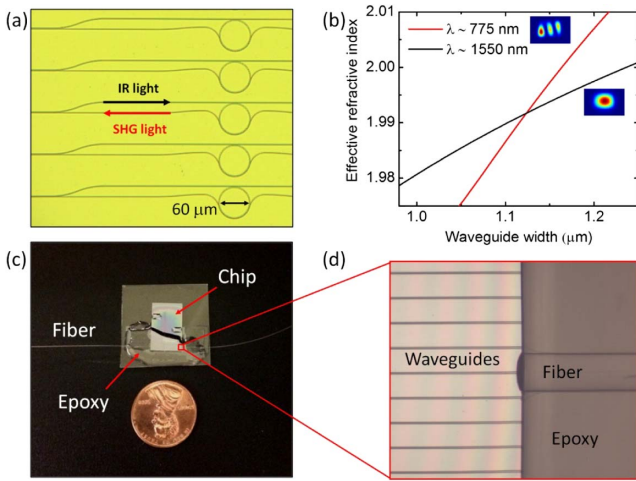 (a)
IR light
SHG light
60 μm
(b)
λ ~ 775 nm
λ ~ 1550 nm
2.01
2.00
1.99
1.98
Effective refractive index
1.0
1.1
1.2
Waveguide width (μm)
(c)
Chip
Fiber
Epoxy
(d)
Waveguides
Fiber
Epoxy